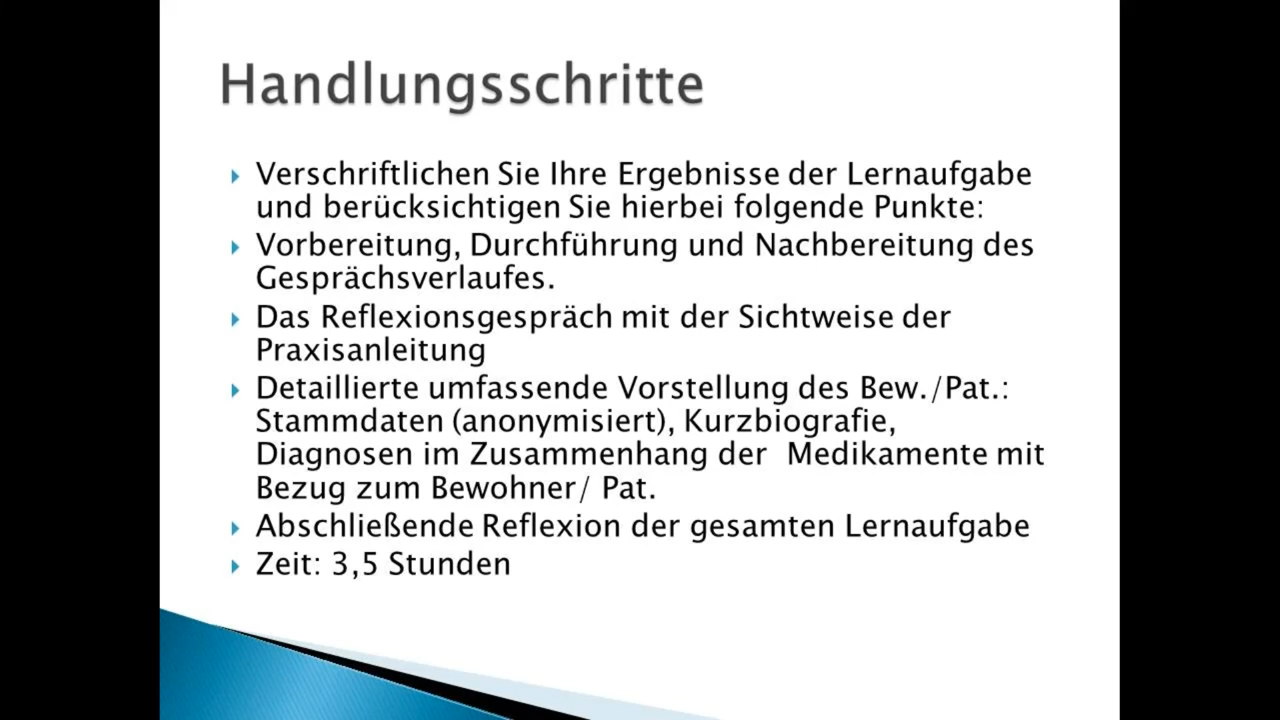 Handlungsschritte
Verschriftlichen Sie Ihre Ergebnisse der Lernaufgabe
und berücksichtigen Sie hierbei folgende Punkte:
Vorbereitung, Durchführung und Nachbereitung des
Gesprächsverlaufes.
Das Reflexionsgespräch mit der Sichtweise der
Praxisanleitung
Detaillierte umfassende Vorstellung des Bew./Pat.:
Stammdaten (anonymisiert), Kurzbiografie,
Diagnosen im Zusammenhang der  Medikamente mit
Bezug zum Bewohner/ Pat.
Abschließende Reflexion der gesamten Lernaufgabe
Zeit: 3,5 Stunden